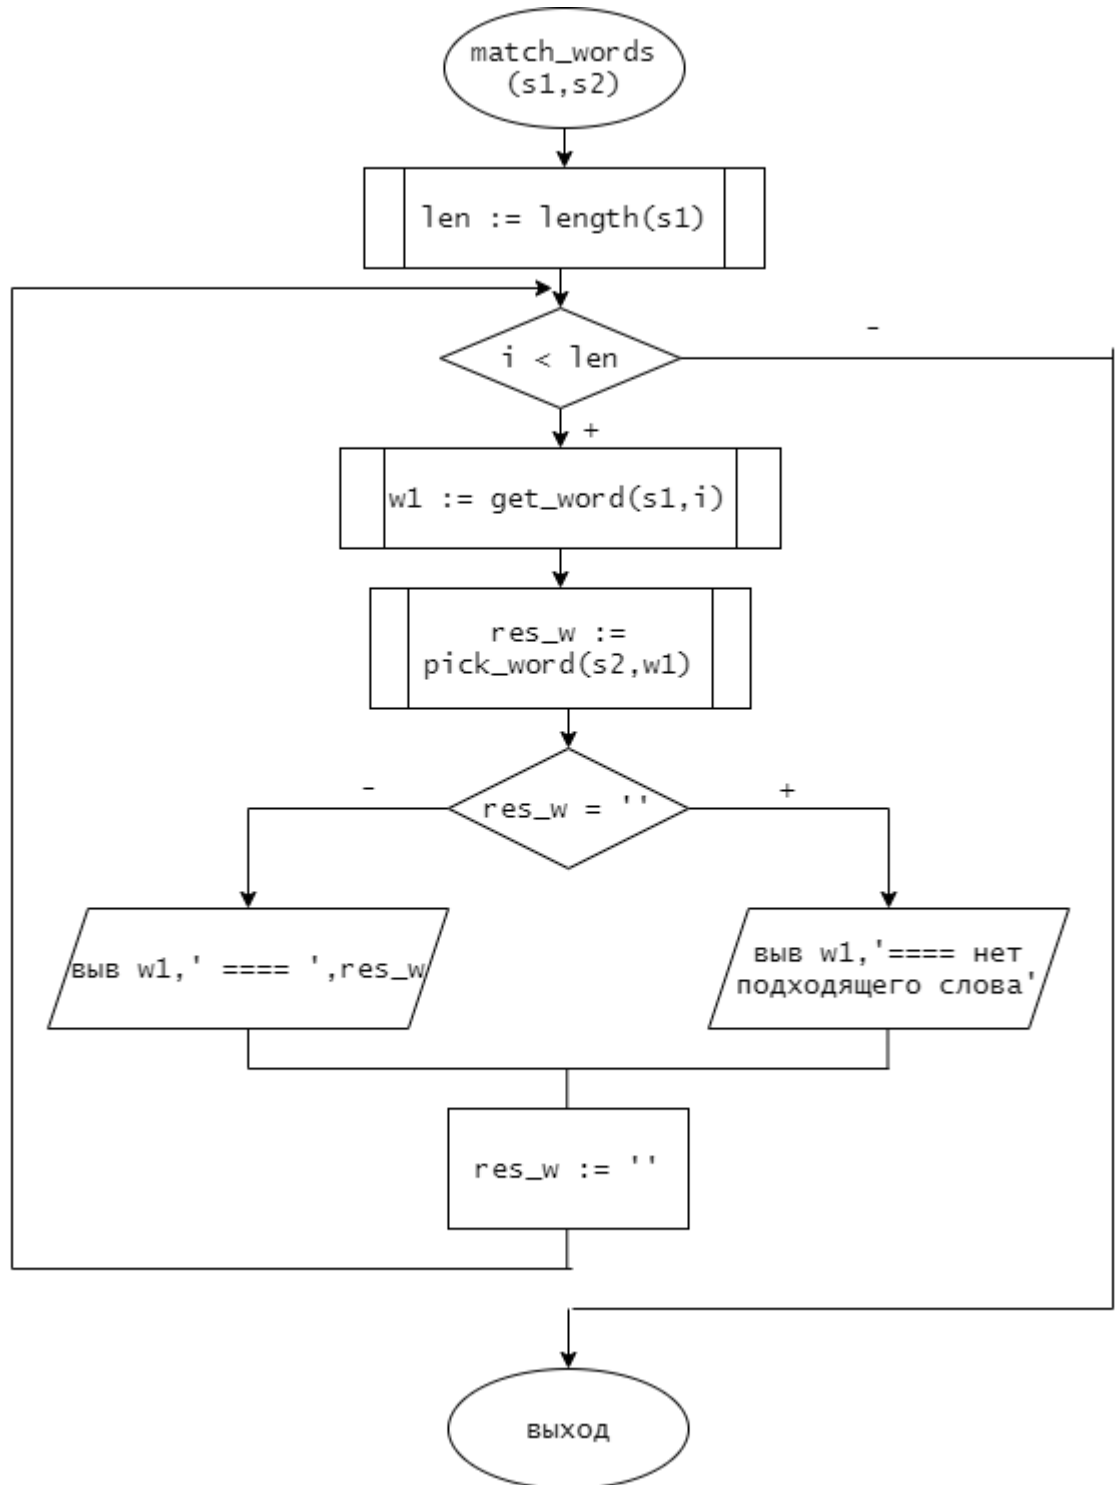 match_words
(s1,s2)
len := length(s1)
-
i < len
+
w1 := get_word(s1,i)
res_w :=
pick_word(s2,w1)
-
+
res_w = ''
выв w1,' ==== ',res_w
выв w1,'==== нет
подходящего слова'
res_w := ''
выход